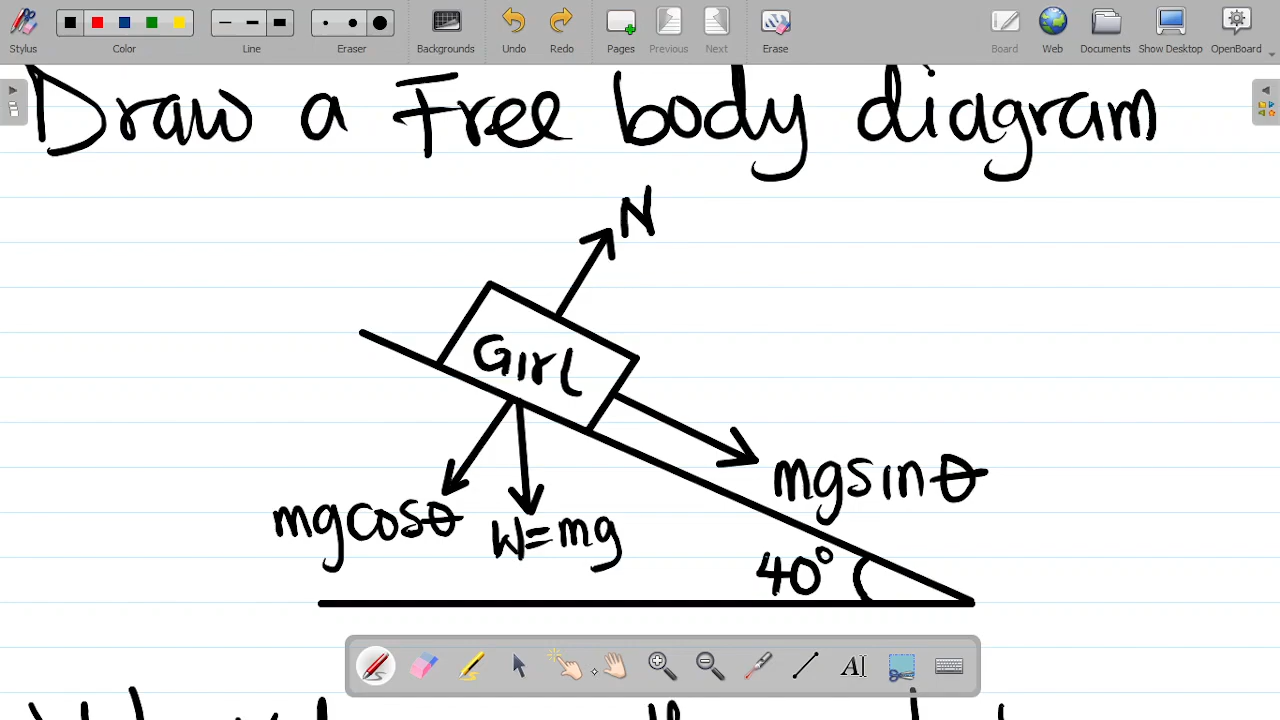 Stylus Color Line Eraser Backgrounds Undo Redo Pages Previous Next Erase Board Web Documents Show Desktop OpenBoard
Draw a Free body diagram
N
Girl
mgsinθ
mgcosθ W=mg
40°